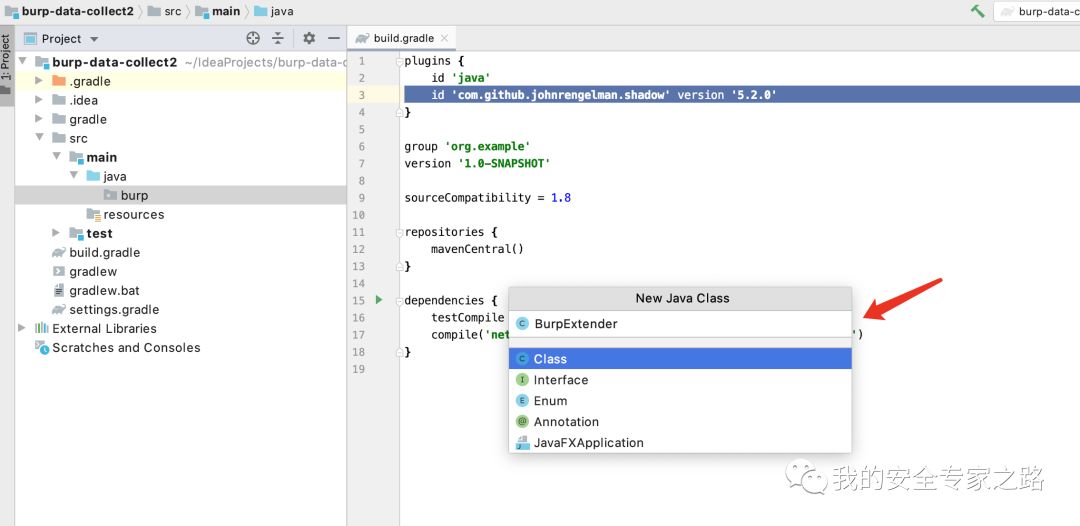 burp-data-collect2 src main java
burp-data-c
1: Project
Project
burp-data-collect2 ~/IdeaProjects/burp-data-c
.gradle
.idea
gradle
src
main
java
burp
resources
test
build.gradle
gradlew
gradlew.bat
settings.gradle
External Libraries
Scratches and Consoles
build.gradle
1 plugins {
2 id 'java'
3 id 'com.github.johnrengelman.shadow' version '5.2.0'
4 }
5
6 group 'org.example'
7 version '1.0-SNAPSHOT'
8
9 sourceCompatibility = 1.8
10
11 repositories {
12 mavenCentral()
13 }
14
15 dependencies {
16 testCompile
17 compile('net )
18 }
19
New Java Class
BurpExtender
Class
Interface
Enum
Annotation
JavaFXApplication
我的安全专家之路